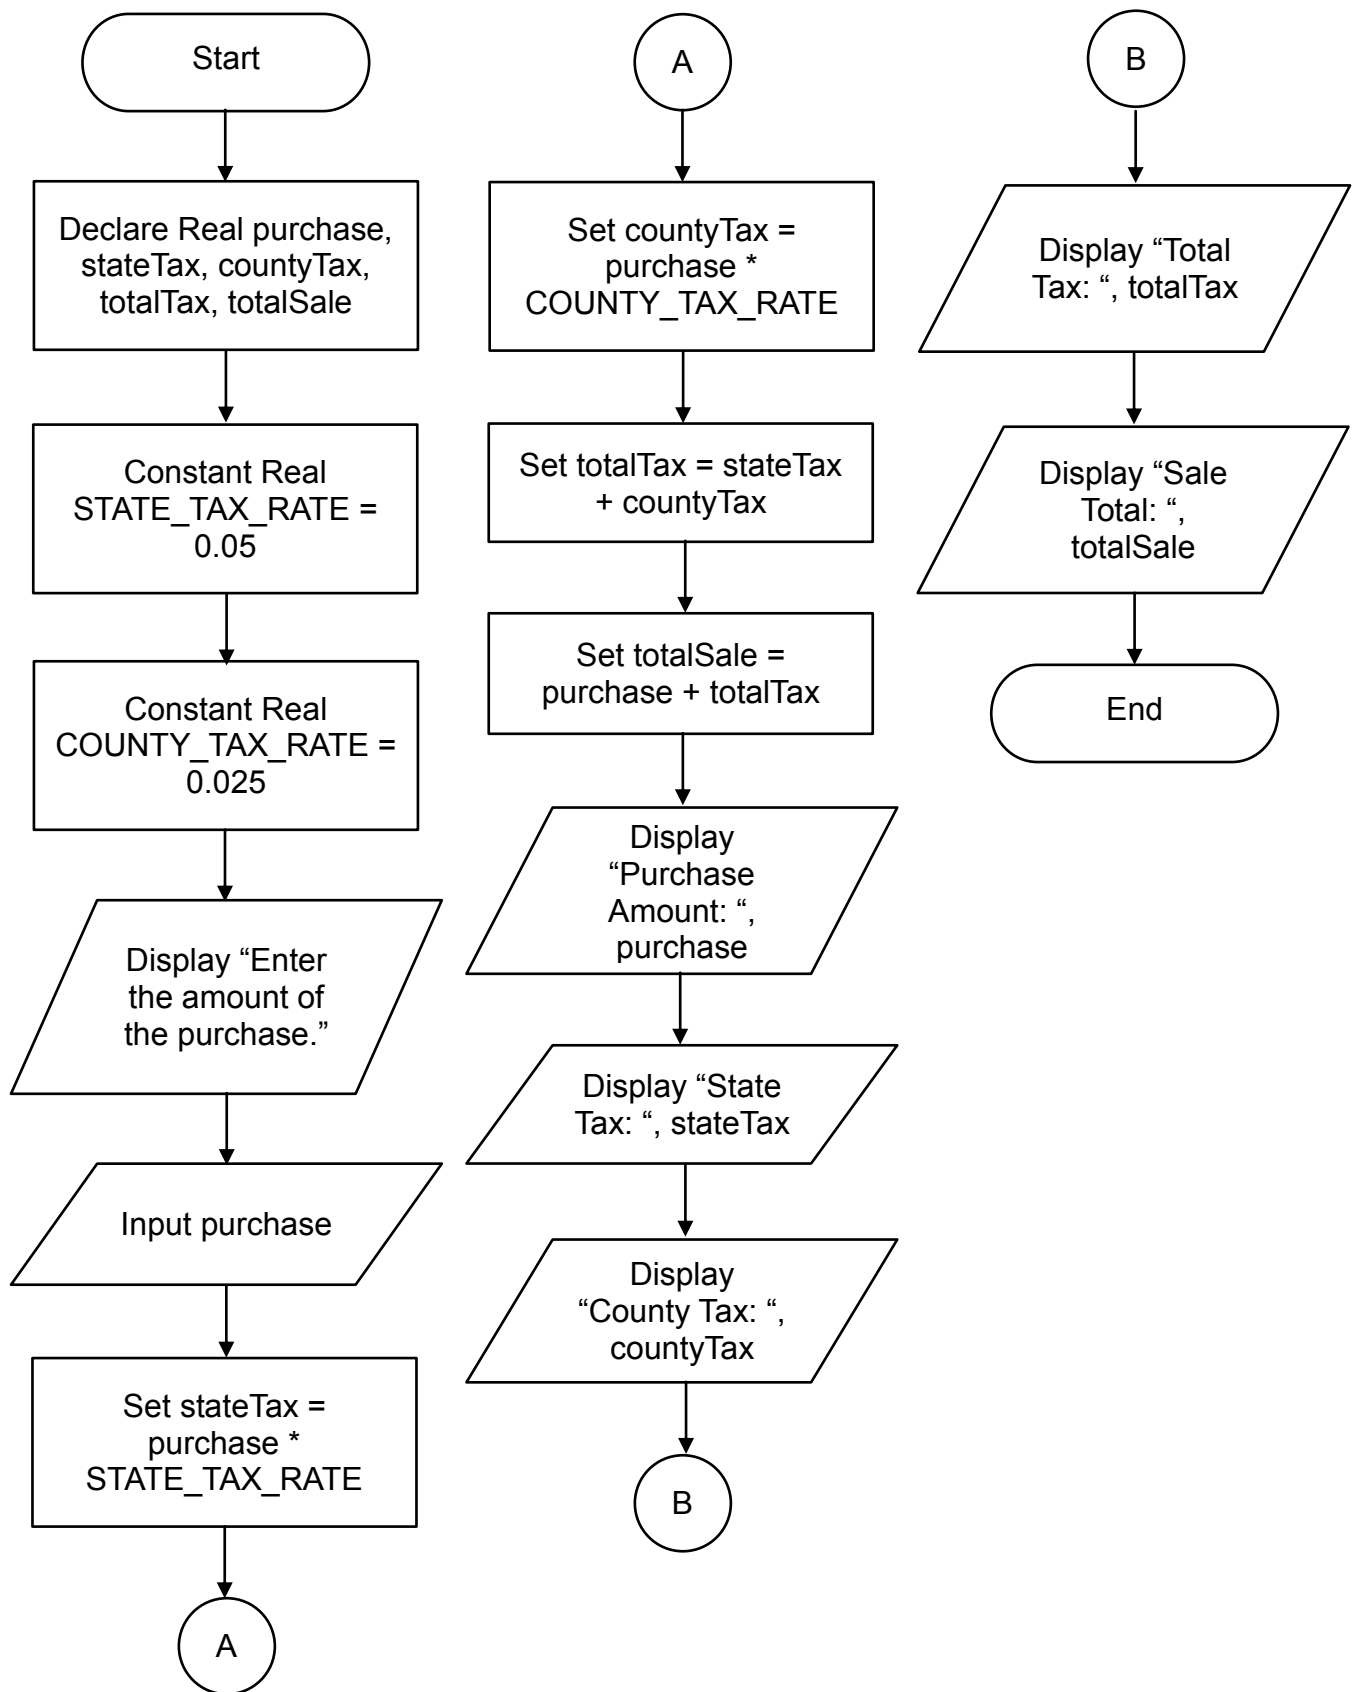 Start
Declare Real purchase,
stateTax, countyTax,
totalTax, totalSale
Constant Real
STATE_TAX_RATE =
0.05
Constant Real
COUNTY_TAX_RATE =
0.025
Display “Enter
the amount of
the purchase.”
Input purchase
Set stateTax =
purchase *
STATE_TAX_RATE
A
A
Set countyTax =
purchase *
COUNTY_TAX_RATE
Set totalTax = stateTax
+ countyTax
Set totalSale =
purchase + totalTax
Display
“Purchase
Amount: “,
purchase
Display “State
Tax: “, stateTax
Display
“County Tax: “,
countyTax
B
B
Display “Total
Tax: “, totalTax
Display “Sale
Total: “,
totalSale
End